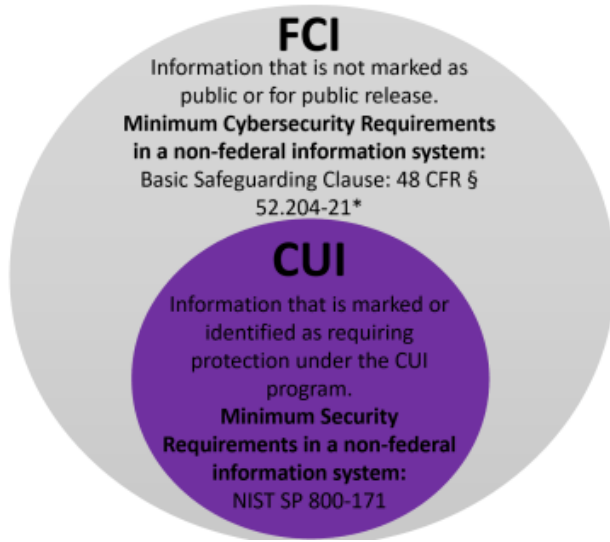 FCI
Information that is not marked as
public or for public release.
Minimum Cybersecurity Requirements
in a non-federal information system:
Basic Safeguarding Clause: 48 CFR §
52.204-21*
CUI
Information that is marked or
identified as requiring
protection under the CUI
program.
Minimum Security
Requirements in a non-federal
information system:
NIST SP 800-171